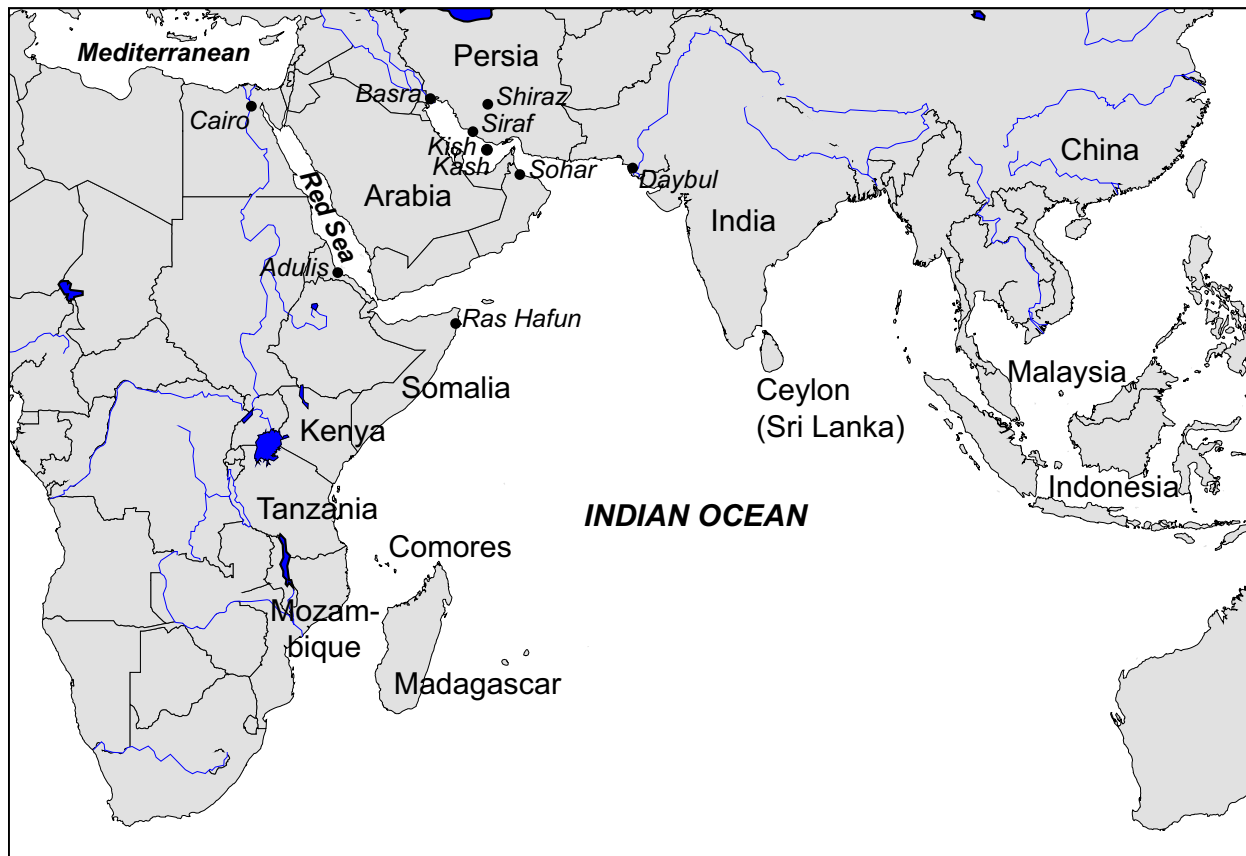 Mediterranean
Persia
Basra
Shiraz
Cairo
Siraf
Kish
Kash
Sohar
Daybul
China
Arabia
Red Sea
India
Adulis
Ras Hafun
Somalia
Malaysia
Ceylon
(Sri Lanka)
Kenya
Indonesia
Tanzania
INDIAN OCEAN
Comores
Mozam-
bique
Madagascar